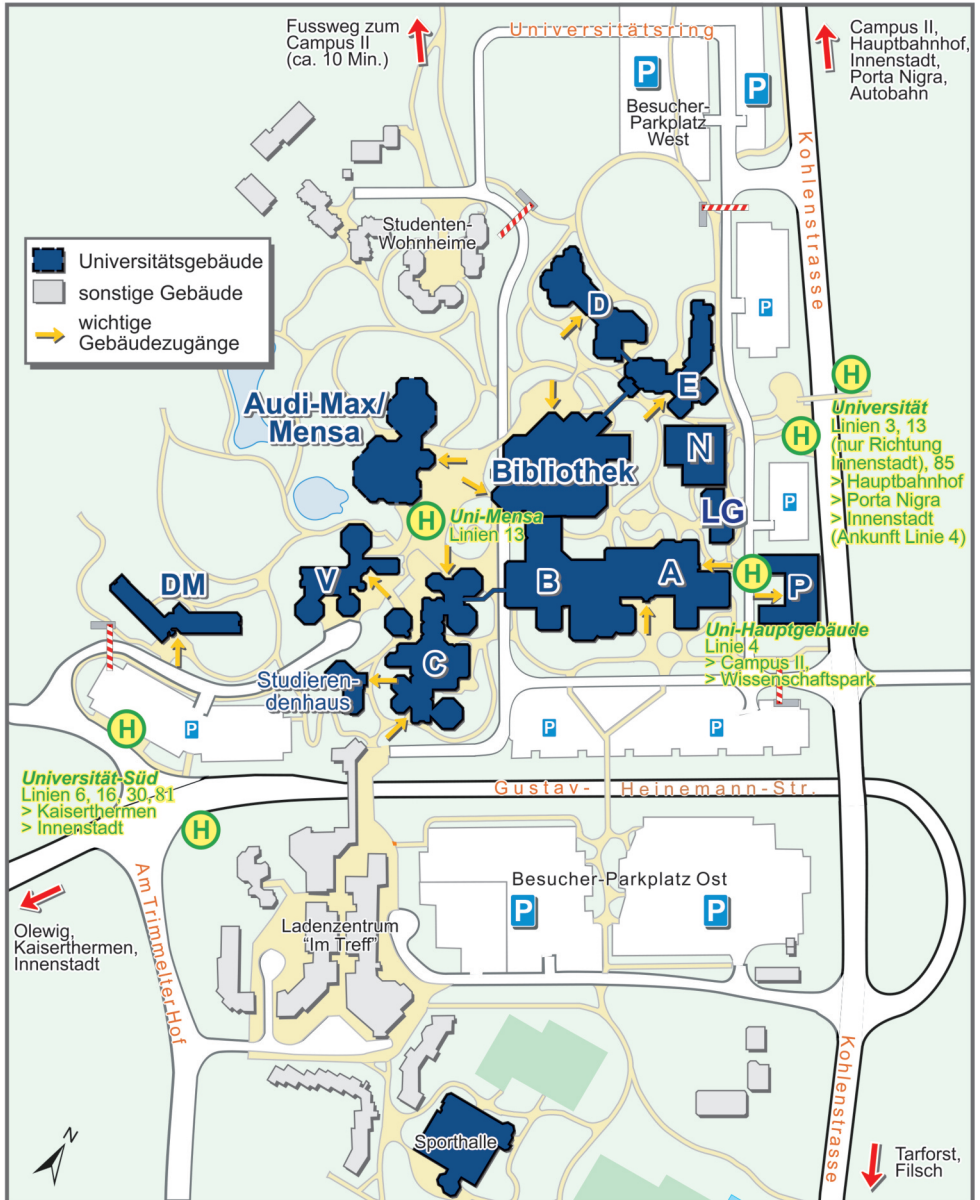 Fussweg zum
Campus II
(ca. 10 Min.)
Universitätsring
Campus II,
Hauptbahnhof,
Innenstadt,
Porta Nigra,
Autobahn
P
P
Besucher-
Parkplatz
West
Kohlenstrasse
Studenten-
Wohnheime
Universitätsgebäude
sonstige Gebäude
wichtige
Gebäudezugänge
D
P
E
H
Audi-Max/
Mensa
Universität
Linien 3, 13
(nur Richtung
Innenstadt), 85
> Hauptbahnhof
> Porta Nigra
> Innenstadt
(Ankunft Linie 4)
H
N
Bibliothek
P
LG
H
Uni-Mensa
Linien 13
DM
V
B
A
H
P
Uni-Hauptgebäude
Linie 4
> Campus II,
> Wissenschaftspark
C
Studieren-
denhaus
H
P
P
P
Universität-Süd
Linien 6, 16, 30, 81
> Kaiserthermen
> Innenstadt
H
Gustav- Heinemann-Str.
Besucher-Parkplatz Ost
P
P
Am Trimmelter Hof
Olewig,
Kaiserthermen,
Innenstadt
Ladenzentrum
"Im Treff"
Kohlenstrasse
Sporthalle
N
Tarforst,
Filsch